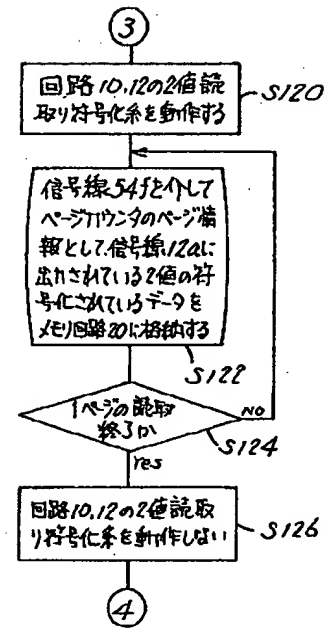 3
回路10,12の2値読
取り符号化系を動作する
S120
信号線54fを介して
ページカウンタのページ情
報として、信号線12aに
出力されている2値の符
号化されているデータを
メモリ回路20に格納する
S122
1ページの読取
終了か
NO
S124
Yes
回路10,12の2値読取
り符号化系を動作しない
S126
4